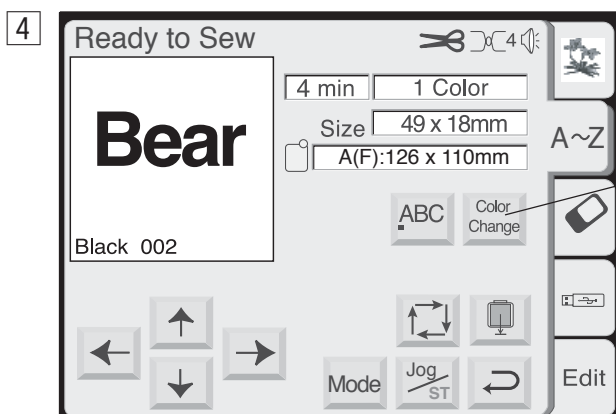 4
Ready to Sew
4
4 min
1 Color
Size
49 x 18mm
A(F):126 x 110mm
Bear
Black 002
ABC
Color
Change
A~Z
Mode
Jog
ST
Edit